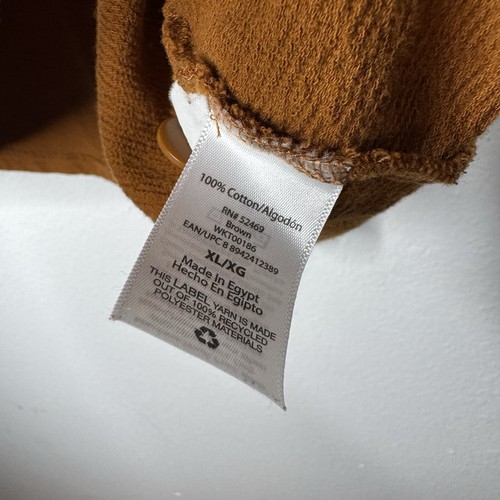 100% Cotton/Algodón
RN# 52469
Brown
WKT00186
EAN/UPC 8 8942412389
XL/XG
Made In Egypt
Hecho En Egipto
THIS LABEL YARN IS MADE
OUT OF 100% RECYCLED
POLYESTER MATERIALS